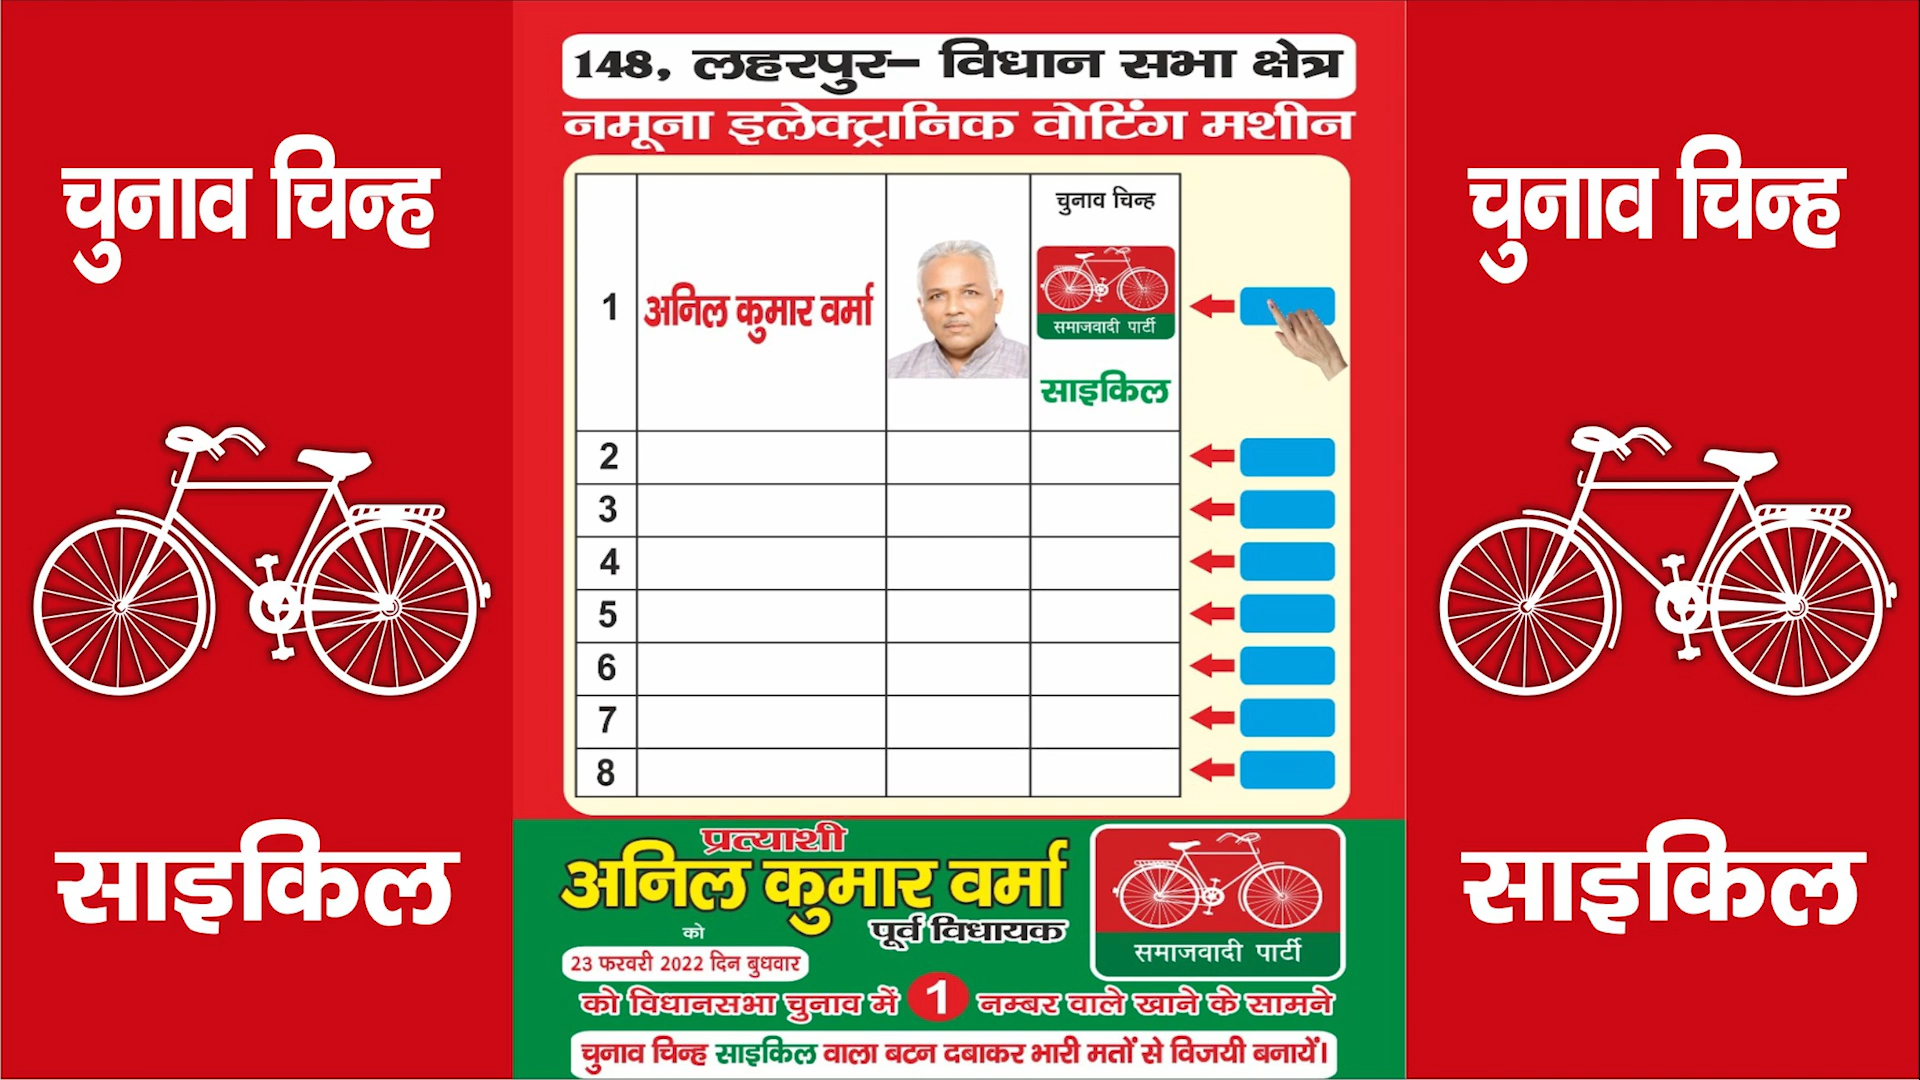 चुनाव चिन्ह
साइकिल
148, लहरपुर– विधान सभा क्षेत्र
नमूना इलेक्ट्रानिक वोटिंग मशीन
1
अनिल कुमार वर्मा
चुनाव चिन्ह
समाजवादी पार्टी
साइकिल
2
3
4
5
6
7
8
प्रत्याशी
अनिल कुमार वर्मा
पूर्व विधायक
को
23 फरवरी 2022 दिन बुधवार
समाजवादी पार्टी
को विधानसभा चुनाव में 1 नम्बर वाले खाने के सामने
चुनाव चिन्ह साइकिल वाला बटन दबाकर भारी मतों से विजयी बनायें।
चुनाव चिन्ह
साइकिल